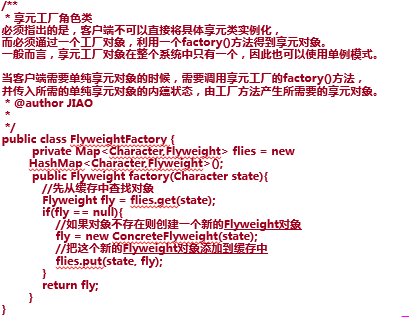 /**
* 享元工厂角色类
必须指出的是，客户端不可以直接将具体享元类实例化，
而必须通过一个工厂对象，利用一个factory()方法得到享元对象。
一般而言，享元工厂对象在整个系统中只有一个，因此也可以使用单例模式。
当客户端需要单纯享元对象的时候，需要调用享元工厂的factory()方法，
并传入所需的单纯享元对象的内蕴状态，由工厂方法产生所需要的享元对象。
* @author JIAO
*
*/
public class FlyweightFactory {
private Map<Character,Flyweight> flies = new
HashMap<Character,Flyweight>();
public Flyweight factory(Character state){
//先从缓存中查找对象
Flyweight fly = flies.get(state);
if(fly == null){
//如果对象不存在则创建一个新的Flyweight对象
fly = new ConcreteFlyweight(state);
//把这个新的Flyweight对象添加到缓存中
flies.put(state, fly);
}
return fly;
}
}